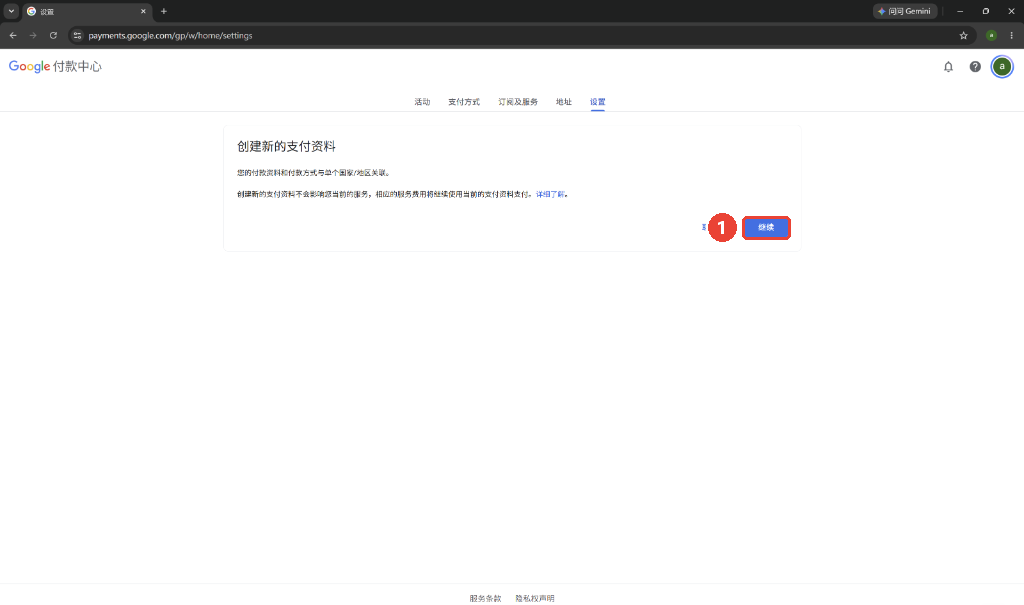 设置
问问 Gemini
payments.google.com/gp/w/home/settings
a
Google 付款中心
a
活动
支付方式
订阅及服务
地址
设置
创建新的支付资料
您的付款资料和付款方式与单个国家/地区关联。
创建新的支付资料不会影响您当前的服务，相应的服务费用将继续使用当前的支付资料支付。详细了解。
1
继续
服务条款
隐私权声明